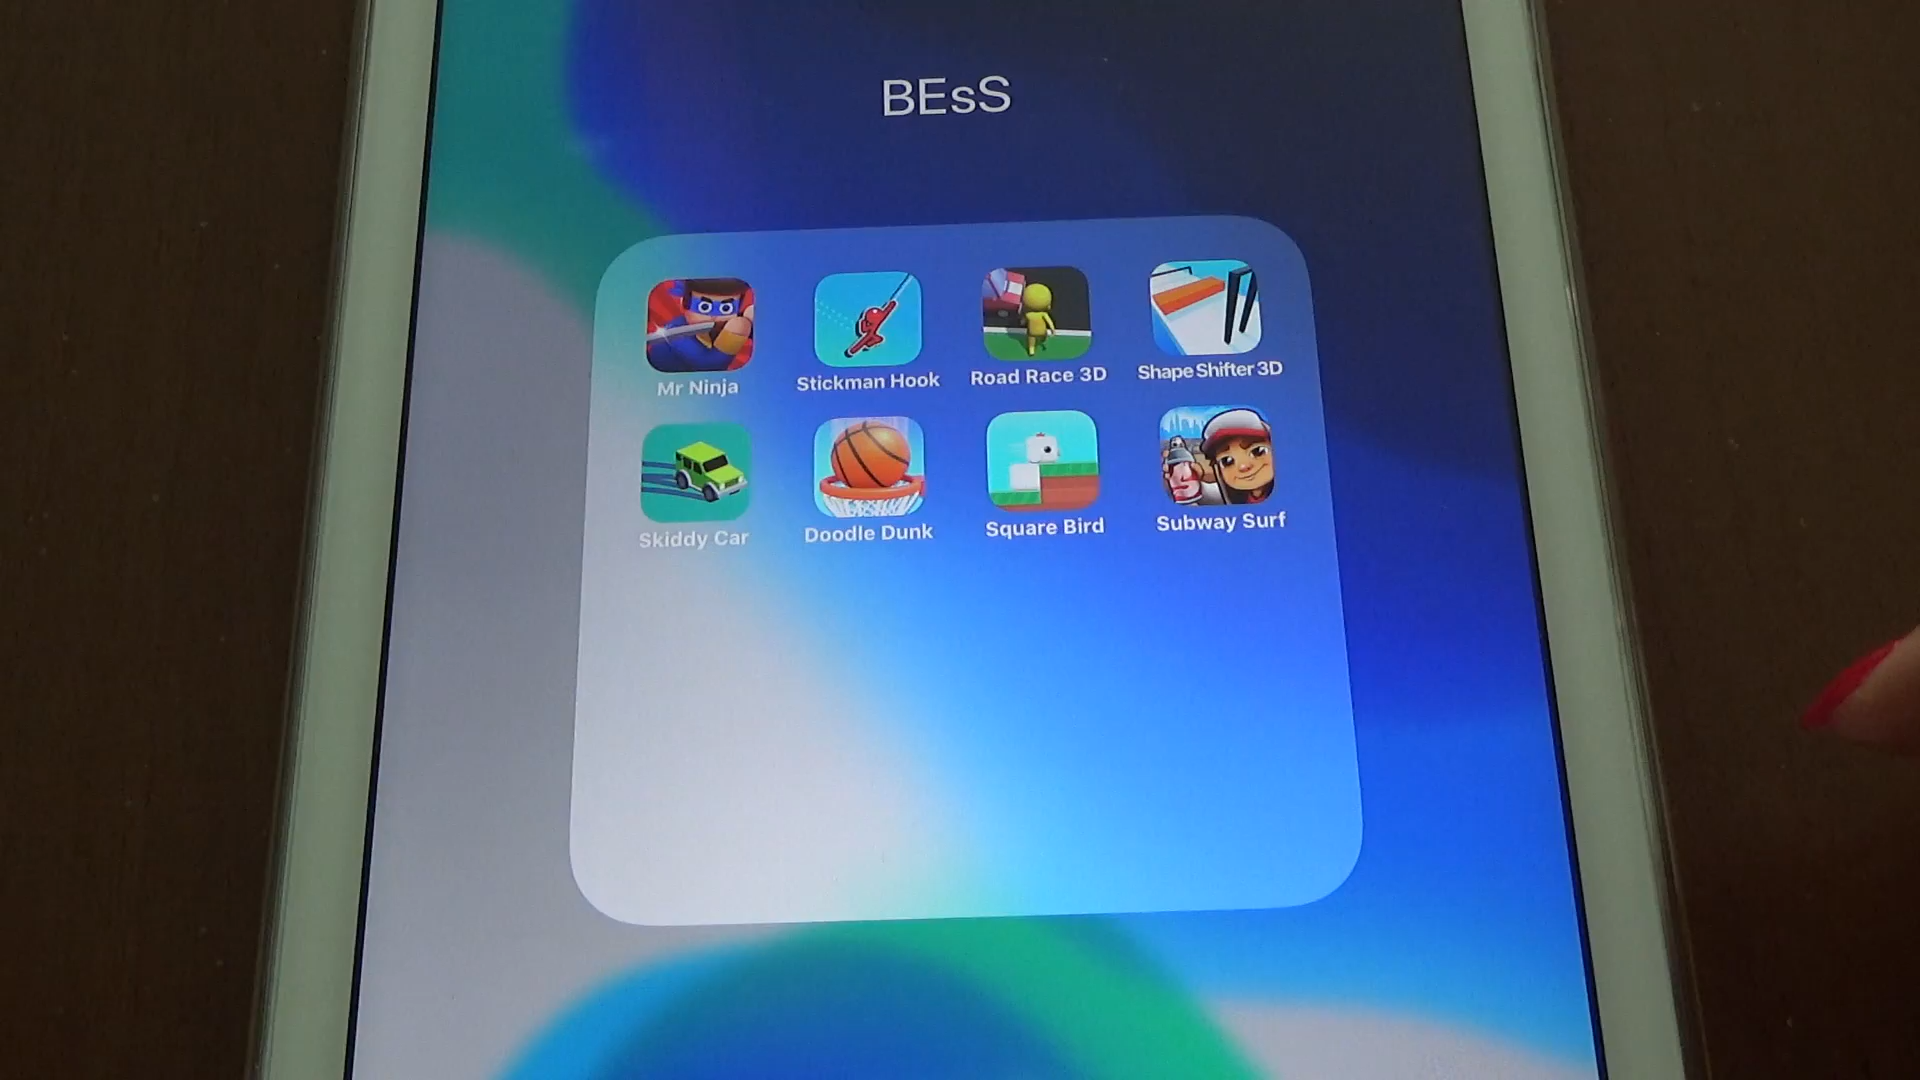 BEsS
Mr Ninja
Stickman Hook
Road Race 3D
Shape Shifter 3D
Skiddy Car
Doodle Dunk
Square Bird
Subway Surf